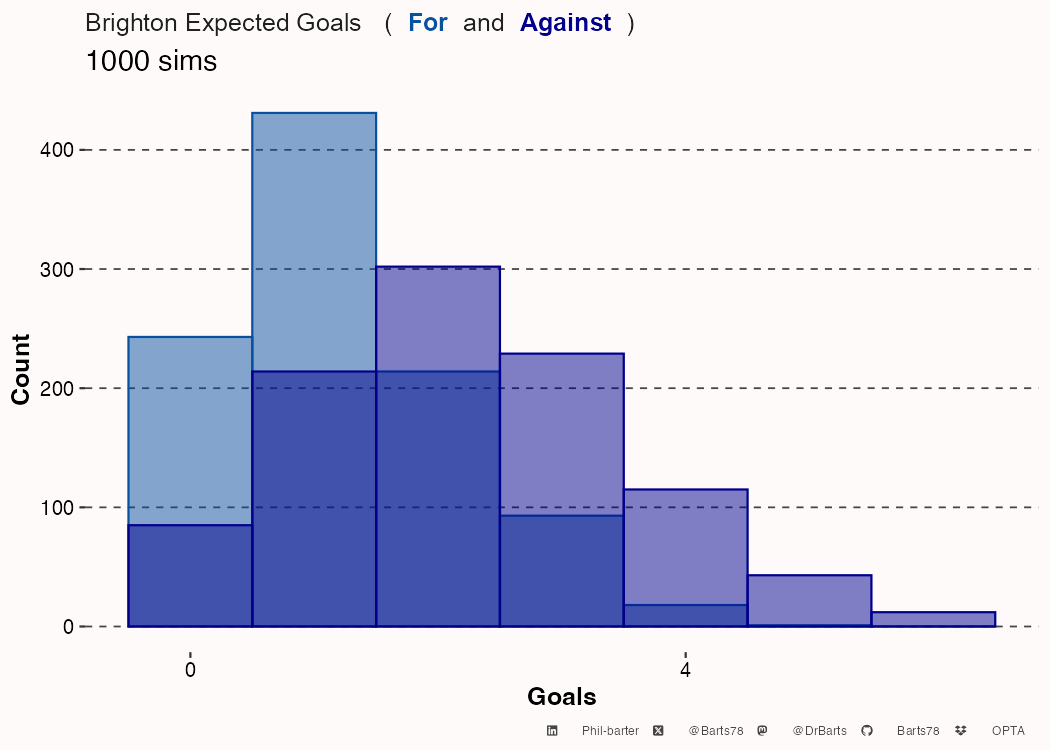 Brighton Expected Goals ( For and Against )
1000 sims
400
300
200
100
0
Count
0 4
Goals
Phil-barter @Barts78 @DrBarts Barts78 OPTA